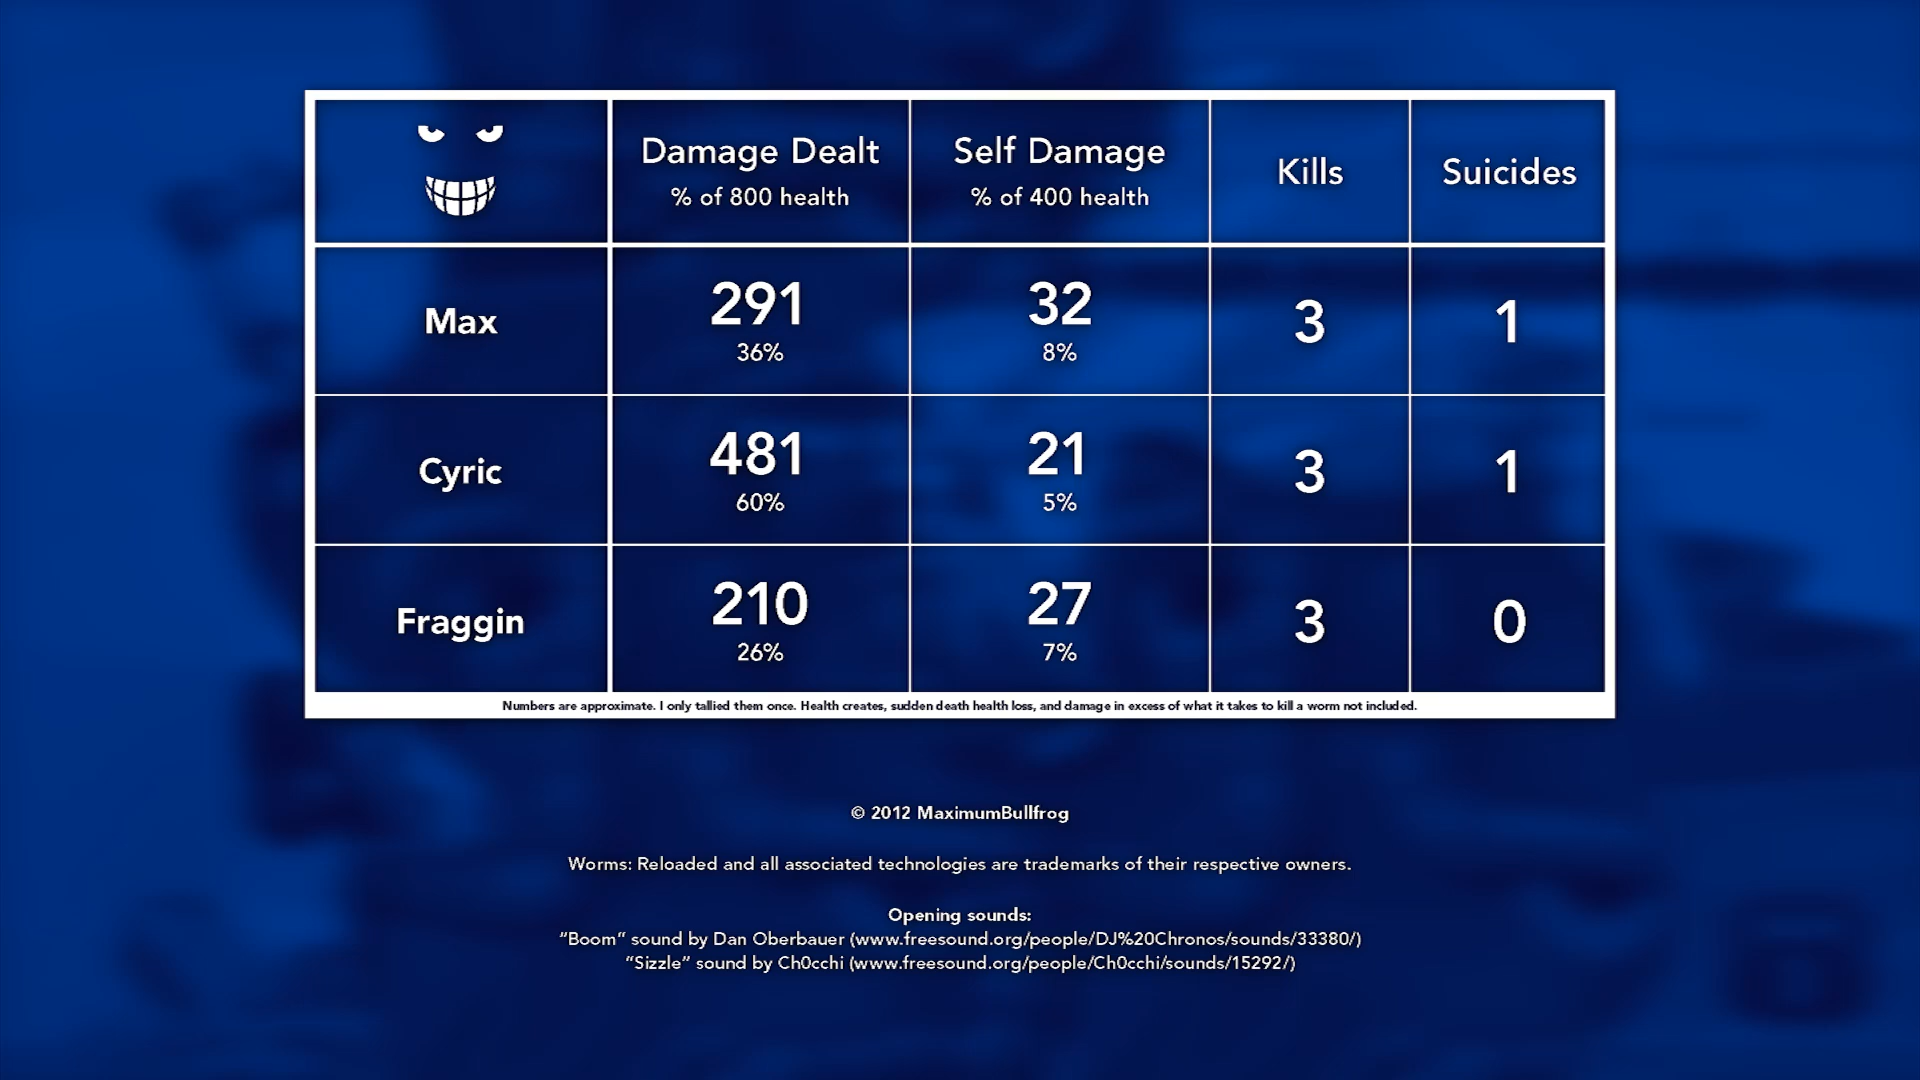 Damage Dealt
% of 800 health
Self Damage
% of 400 health
Kills
Suicides
Max
291
36%
32
8%
3
1
Cyric
481
60%
21
5%
3
1
Fraggin
210
26%
27
7%
3
0
Numbers are approximate. I only tallied them once. Health creates, sudden death health loss, and damage in excess of what it takes to kill a worm not included.
© 2012 MaximumBullfrog
Worms: Reloaded and all associated technologies are trademarks of their respective owners.
Opening sounds:
“Boom” sound by Dan Oberbauer (www.freesound.org/people/DJ%20Chronos/sounds/33380/)
“Sizzle” sound by Ch0cchi (www.freesound.org/people/Ch0cchi/sounds/15292/)